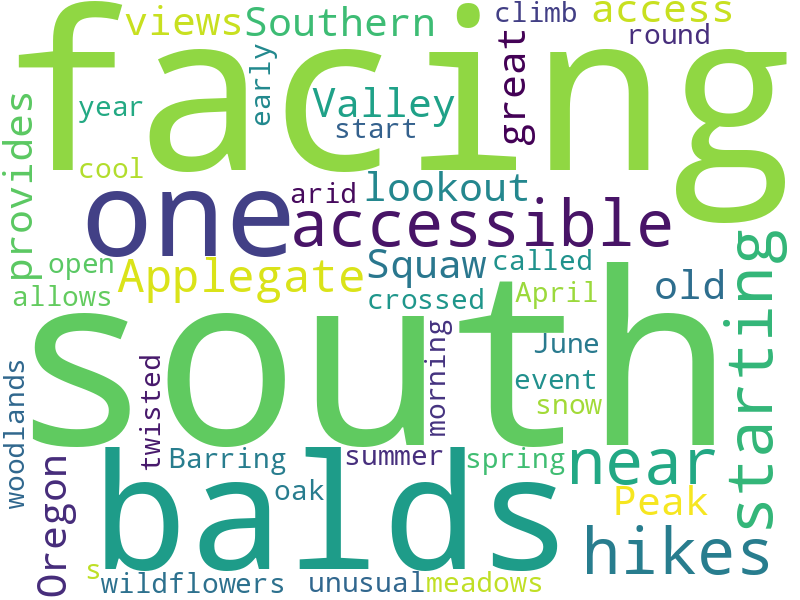 facing
views
Southern
climb
access
round
great
early
year
Valley
start
provides
cool
one
arid
lookout
accessible
open
Applegate
Squaw
called
allows
crossed
April
old
starting
south
June
event
snow
morning
twisted
woodlands
balds
Barring
summer
spring
near
oak
Oregon
Peak
hikes
s
wildflowers
unusual
meadows